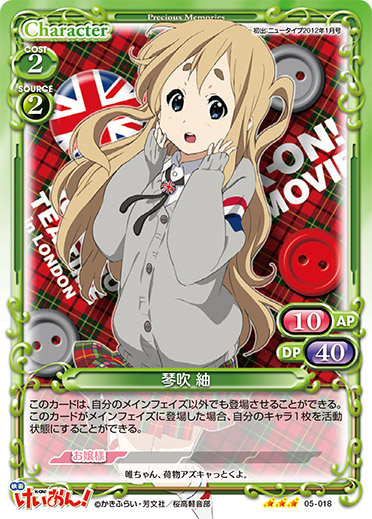 Precious Memories
Character
初出:ニュータイプ2012年1月号
COST
2
SOURCE
2
K-ON!
MOVIE
TEA
in LONDON
10 AP
DP 40
琴吹 紬
このカードは、自分のメインフェイズ以外でも登場させることができる。
このカードがメインフェイズに登場した場合、自分のキャラ1枚を活動
状態にすることができる。
お嬢様
唯ちゃん、荷物アズキャっとくよ。
映画
けいおん!
K-ON!
©かきふらい・芳文社/桜高軽音部
05-018